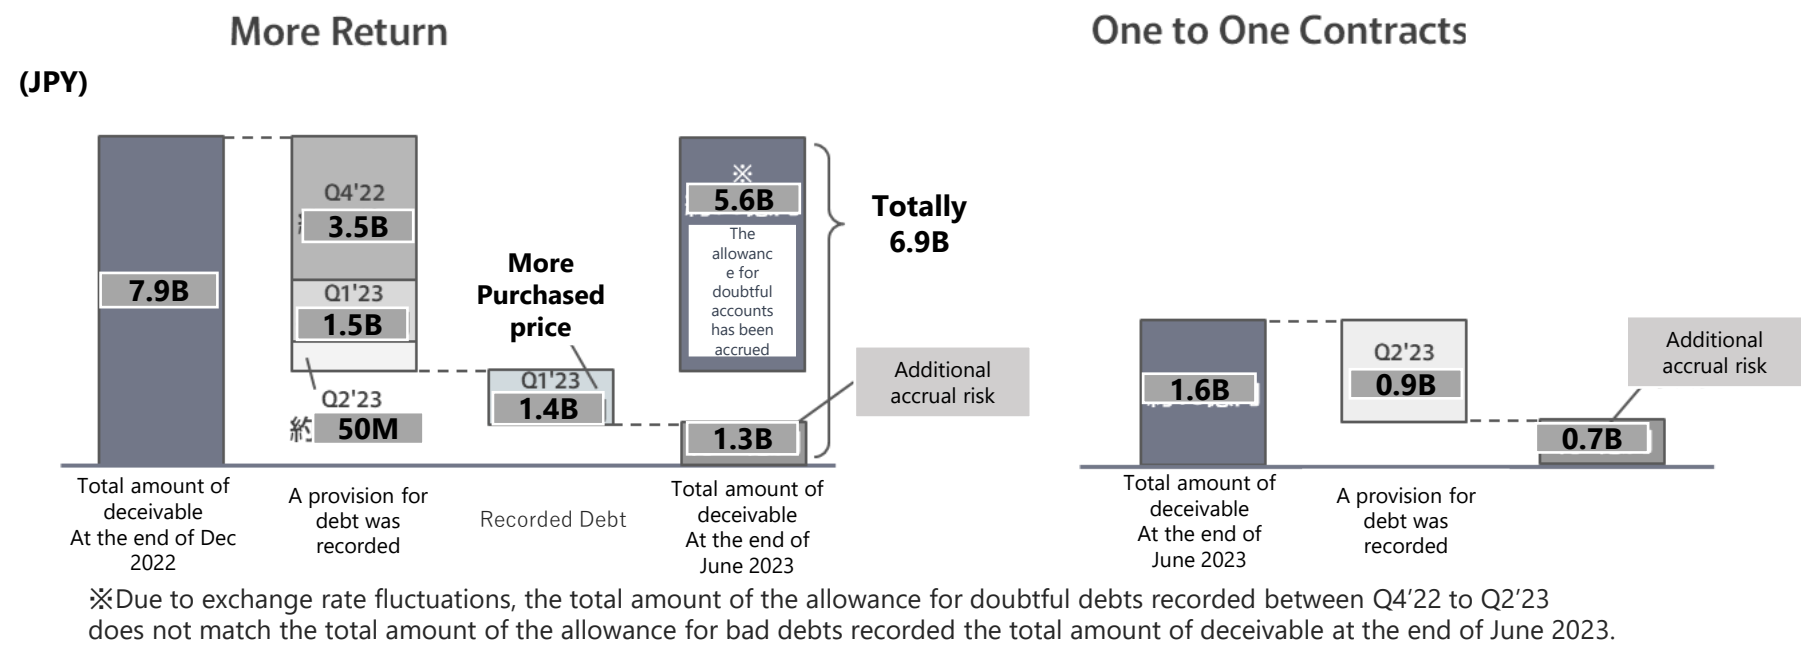 More Return
One to One Contracts
(JPY)
Q4'22
3.5B
7.9B
Q1'23
1.5B
Q2'23
約 50M
More
Purchased
price
Q1'23
1.4B
※
5.6B
The
allowanc
e for
doubtful
accounts
has been
accrued
Totally
6.9B
Additional
accrual risk
1.3B
Total amount of
deceivable
At the end of Dec
2022
A provision for
debt was
recorded
Recorded Debt
Total amount of
deceivable
At the end of
June 2023
1.6B
Q2'23
0.9B
Additional
accrual risk
0.7B
Total amount of
deceivable
At the end of
June 2023
A provision for
debt was
recorded
※Due to exchange rate fluctuations, the total amount of the allowance for doubtful debts recorded between Q4’22 to Q2’23
does not match the total amount of the allowance for bad debts recorded the total amount of deceivable at the end of June 2023.